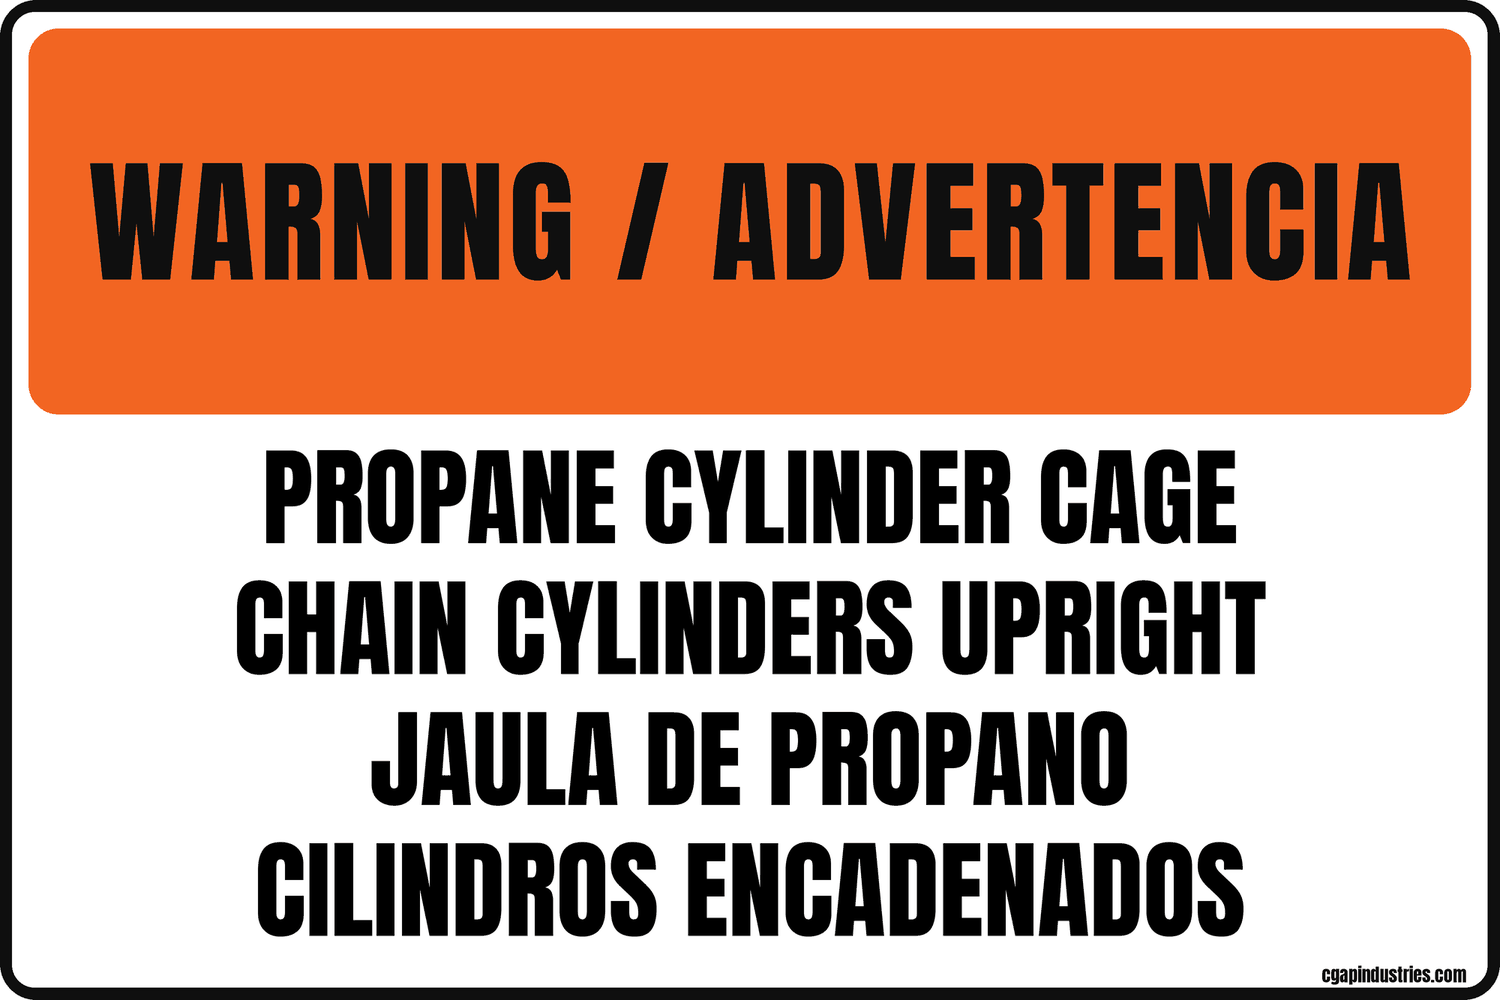 WARNING / ADVERTENCIA
PROPANE CYLINDER CAGE
CHAIN CYLINDERS UPRIGHT
JAULA DE PROPANO
CILINDROS ENCADENADOS
cgapindustries.com